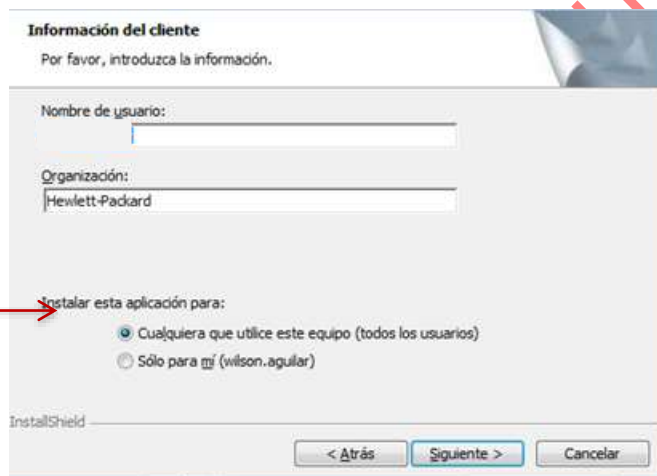 Información del cliente
Por favor, introduzca la información.
Nombre de usuario:
Organización:
Hewlett-Packard
Instalar esta aplicación para:
Cualquiera que utilice este equipo (todos los usuarios)
Sólo para mí (wilson.aguilar)
InstallShield
< Atrás Siguiente > Cancelar